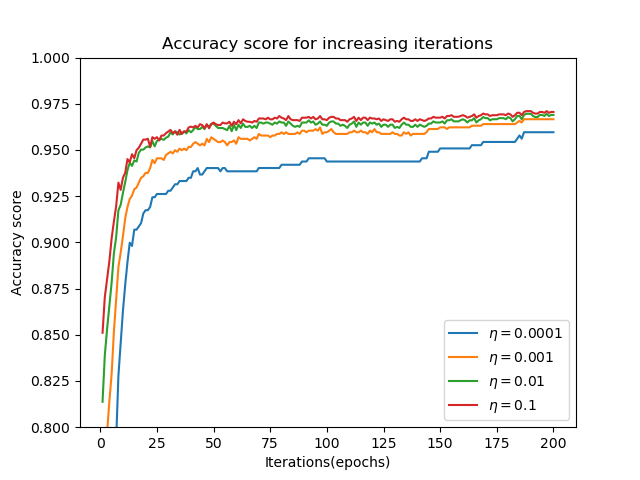 Accuracy score for increasing iterations
Accuracy score
1.000
0.975
0.950
0.925
0.900
0.875
0.850
0.825
0.800
0 25 50 75 100 125 150 175 200
Iterations(epochs)
η = 0.0001
η = 0.001
η = 0.01
η = 0.1